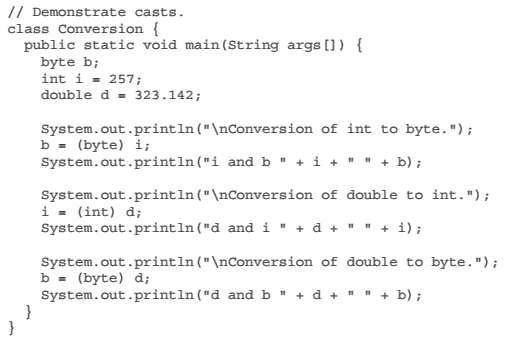 // Demonstrate casts.
class Conversion {
  public static void main(String args[]) {
    byte b;
    int i = 257;
    double d = 323.142;

    System.out.println("\nConversion of int to byte.");
    b = (byte) i;
    System.out.println("i and b " + i + " " + b);

    System.out.println("\nConversion of double to int.");
    i = (int) d;
    System.out.println("d and i " + d + " " + i);

    System.out.println("\nConversion of double to byte.");
    b = (byte) d;
    System.out.println("d and b " + d + " " + b);
  }
}